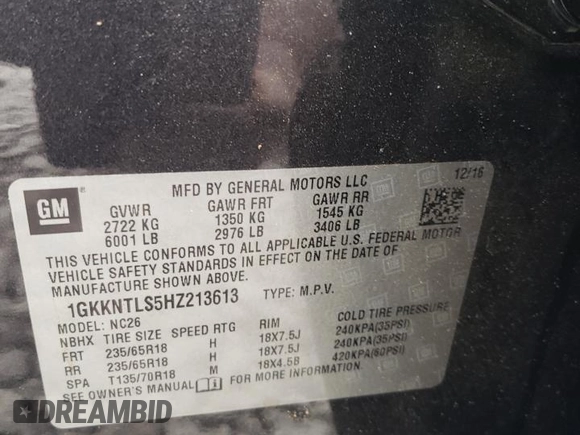 MFD BY GENERAL MOTORS LLC 12/16
GM
GVWR GAWR FRT GAWR RR
2722 KG 1350 KG 1545 KG
6001 LB 2976 LB 3406 LB
THIS VEHICLE CONFORMS TO ALL APPLICABLE U.S. FEDERAL MOTOR
VEHICLE SAFETY STANDARDS IN EFFECT ON THE DATE OF
MANUFACTURE SHOWN ABOVE.
1GKKNTLS5HZ213613 TYPE: M.P.V.
MODEL: NC26
NBHX TIRE SIZE SPEED RTG RIM COLD TIRE PRESSURE
FRT 235/65R18 H 18X7.5J 240KPA(35PSI)
RR 235/65R18 H 18X7.5J 240KPA(35PSI)
SPA T135/70R18 M 18X4.5B 420KPA(60PSI)
SEE OWNER'S MANUAL FOR MORE INFORMATION
DREAMBID